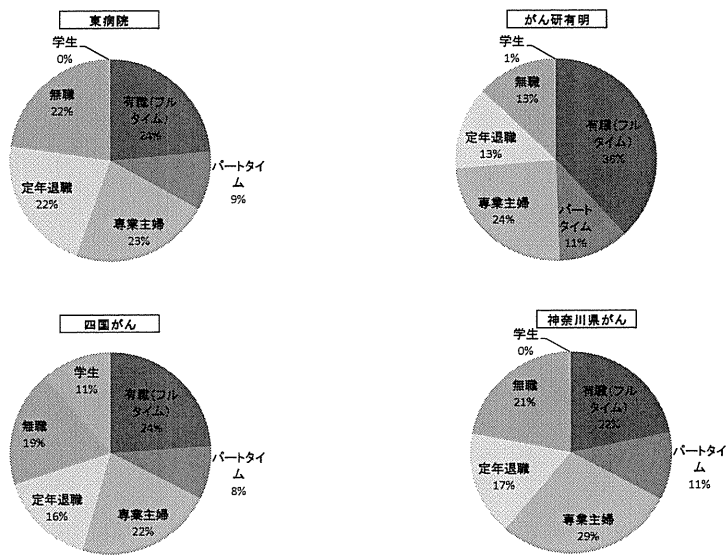 東病院
学生
0%
有職(フル
タイム)
24%
パートタイ
ム
9%
専業主婦
23%
定年退職
22%
無職
22%
がん研有明
学生
1%
有職(フル
タイム)
38%
パート
タイム
11%
専業主婦
24%
定年退職
13%
無職
13%
四国がん
学生
11%
有職(フル
タイム)
24%
パートタイ
ム
8%
専業主婦
22%
定年退職
16%
無職
19%
神奈川県がん
学生
0%
有職(フル
タイム)
22%
パートタイ
ム
11%
専業主婦
29%
定年退職
17%
無職
21%